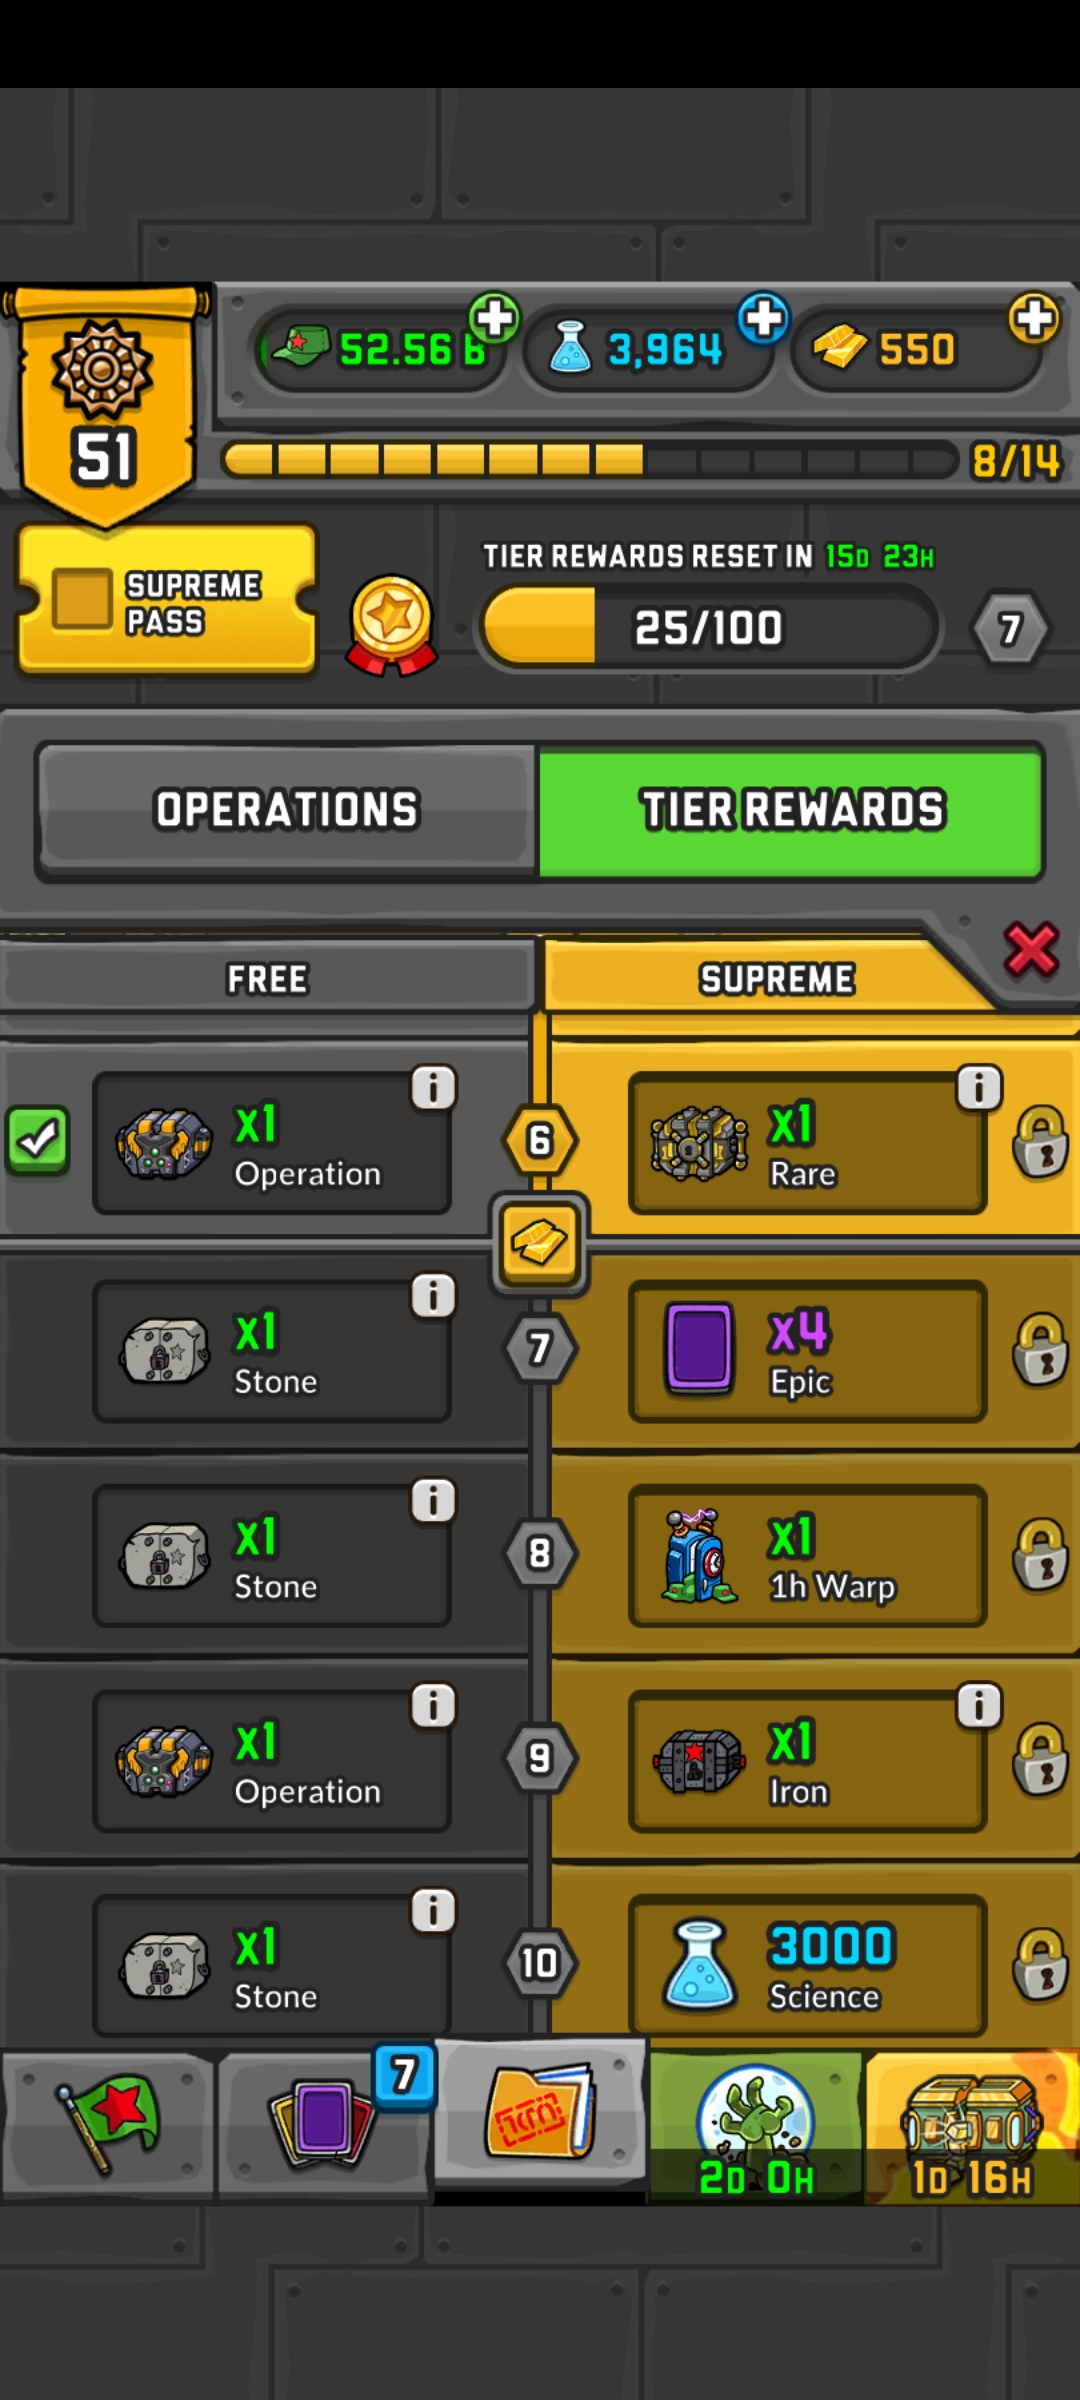 52.56 B
3,964
550
51
8/14
SUPREME
PASS
TIER REWARDS RESET IN 15D 23H
25/100
7
OPERATIONS
TIER REWARDS
FREE
SUPREME
x1
Operation
6
x1
Rare
x1
Stone
7
x4
Epic
x1
Stone
8
x1
1h Warp
x1
Operation
9
x1
Iron
x1
Stone
10
3000
Science
7
2D 0H
1D 16H